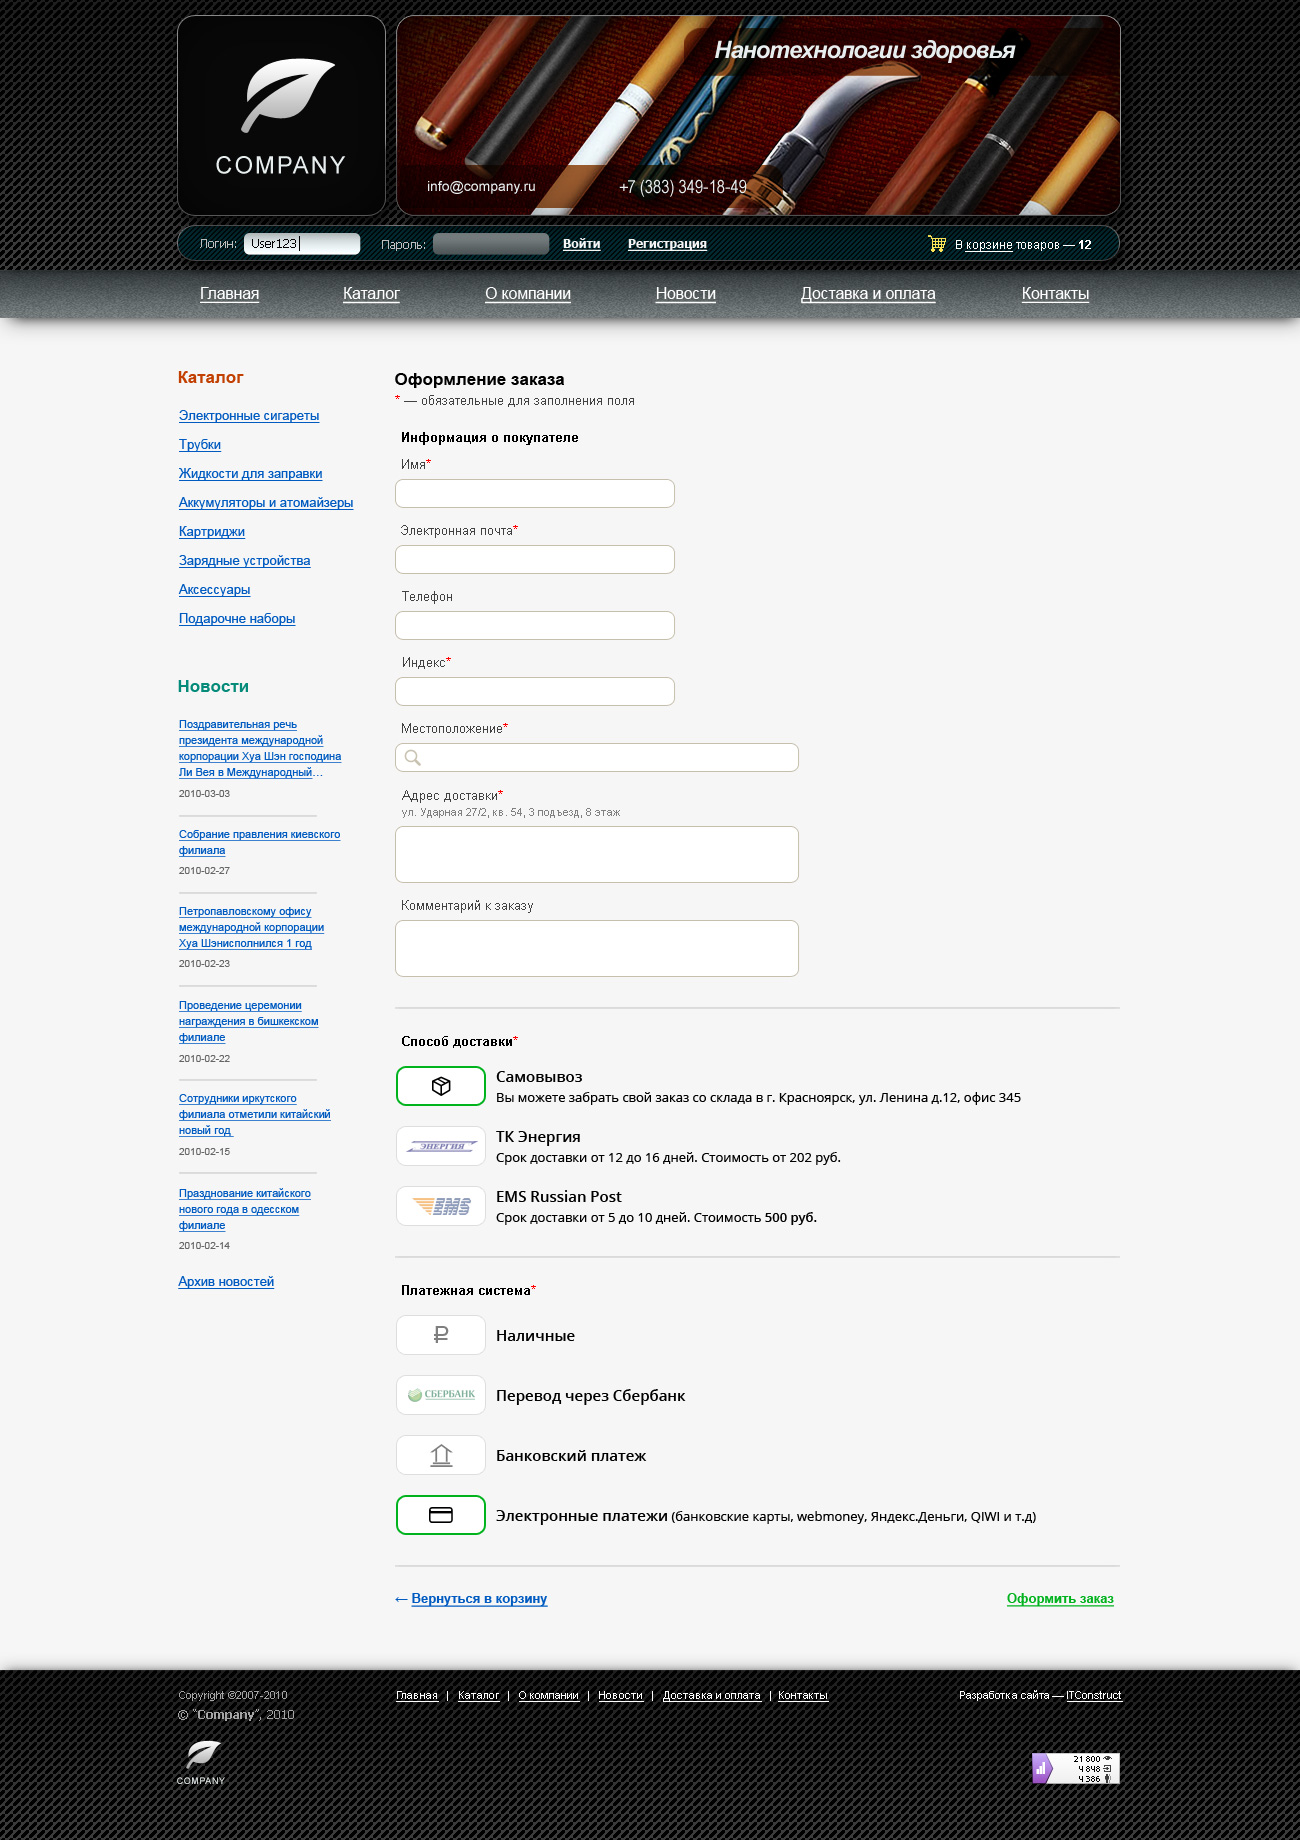 Нанотехнологии здоровья
COMPANY
info@company.ru
+7 (383) 349-18-49
Логин: User123 Пароль: Войти Регистрация В корзине товаров — 12
Главная Каталог О компании Новости Доставка и оплата Контакты
Каталог
Электронные сигареты
Трубки
Жидкости для заправки
Аккумуляторы и атомайзеры
Картриджи
Зарядные устройства
Аксессуары
Подарочне наборы
Новости
Поздравительная речь
президента международной
корпорации Хуа Шэн господина
Ли Вея в Международный...
2010-03-03
Собрание правления киевского
филиала
2010-02-27
Петропавловскому офису
международной корпорации
Хуа Шэнисполнился 1 год
2010-02-23
Проведение церемонии
награждения в бишкекском
филиале
2010-02-22
Сотрудники иркутского
филиала отметили китайский
новый год
2010-02-15
Празднование китайского
нового года в одесском
филиале
2010-02-14
Архив новостей
Оформление заказа
* — обязательные для заполнения поля
Информация о покупателе
Имя*
Электронная почта*
Телефон
Индекс*
Местоположение*
Адрес доставки*
ул. Ударная 27/2, кв. 54, 3 подъезд, 8 этаж
Комментарий к заказу
Способ доставки*
Самовывоз
Вы можете забрать свой заказ со склада в г. Красноярск, ул. Ленина д.12, офис 345
ЭНЕРГИЯ
ТК Энергия
Срок доставки от 12 до 16 дней. Стоимость от 202 руб.
EMS
EMS Russian Post
Срок доставки от 5 до 10 дней. Стоимость 500 руб.
Платежная система*
Наличные
СБЕРБАНК
Перевод через Сбербанк
Банковский платеж
Электронные платежи (банковские карты, webmoney, Яндекс.Деньги, QIWI и т.д)
← Вернуться в корзину
Оформить заказ
Copyright ©2007-2010
© "Company", 2010
COMPANY
Главная | Каталог | О компании | Новости | Доставка и оплата | Контакты
Разработка сайта — ITConstruct
21 800
4 848
4 386